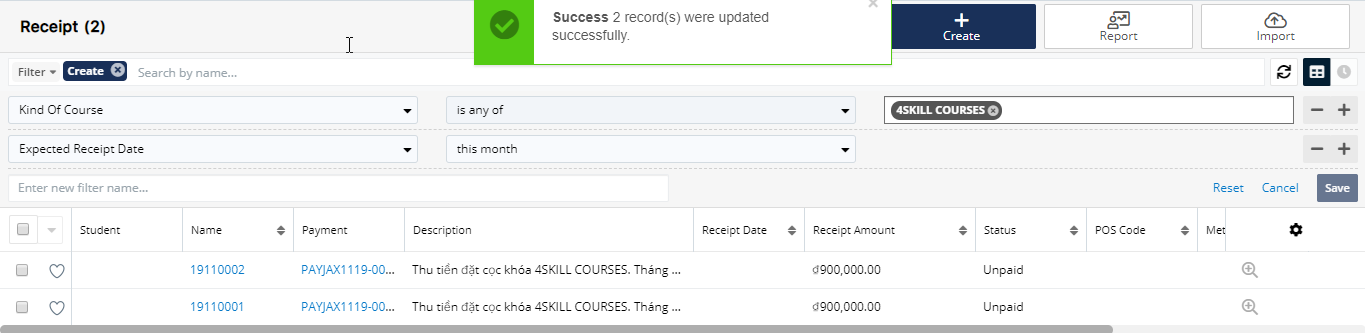 Receipt (2)
Success 2 record(s) were updated
successfully.
Create
Report
Import
Filter
Create
Search by name...
Kind Of Course
is any of
4SKILL COURSES
Expected Receipt Date
this month
Enter new filter name...
Reset
Cancel
Save
Student Name Payment Description Receipt Date Receipt Amount Status POS Code Met
19110002 PAYJAX1119-00... Thu tiền đặt cọc khóa 4SKILL COURSES. Tháng ... ₫900,000.00 Unpaid
19110001 PAYJAX1119-00... Thu tiền đặt cọc khóa 4SKILL COURSES. Tháng ... ₫900,000.00 Unpaid